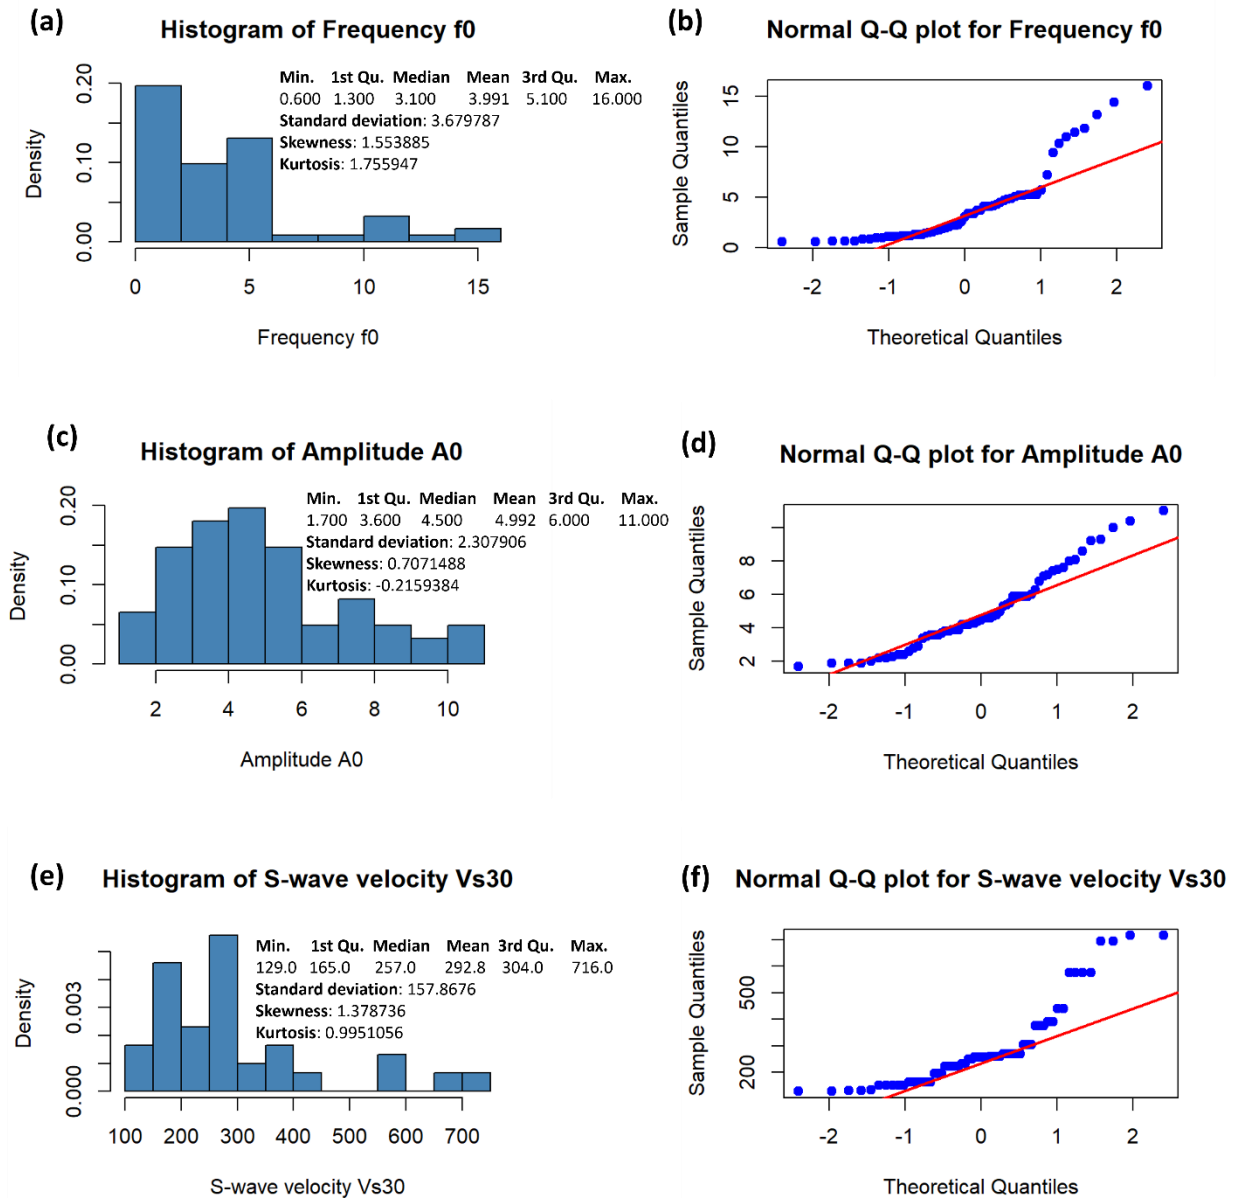 (a)
Histogram of Frequency f0
Min. 1st Qu. Median Mean 3rd Qu. Max.
0.600 1.300 3.100 3.991 5.100 16.000
Standard deviation: 3.679787
Skewness: 1.553885
Kurtosis: 1.755947
Density
0.00 0.10 0.20
0 5 10 15
Frequency f0
(b)
Normal Q-Q plot for Frequency f0
Sample Quantiles
0 5 10 15
-2 -1 0 1 2
Theoretical Quantiles
(c)
Histogram of Amplitude A0
Min. 1st Qu. Median Mean 3rd Qu. Max.
1.700 3.600 4.500 4.992 6.000 11.000
Standard deviation: 2.307906
Skewness: 0.7071488
Kurtosis: -0.2159384
Density
0.00 0.10 0.20
2 4 6 8 10
Amplitude A0
(d)
Normal Q-Q plot for Amplitude A0
Sample Quantiles
2 4 6 8
-2 -1 0 1 2
Theoretical Quantiles
(e)
Histogram of S-wave velocity Vs30
Min. 1st Qu. Median Mean 3rd Qu. Max.
129.0 165.0 257.0 292.8 304.0 716.0
Standard deviation: 157.8676
Skewness: 1.378736
Kurtosis: 0.9951056
Density
0.000 0.003
100 200 300 400 500 600 700
S-wave velocity Vs30
(f)
Normal Q-Q plot for S-wave velocity Vs30
Sample Quantiles
200 500
-2 -1 0 1 2
Theoretical Quantiles